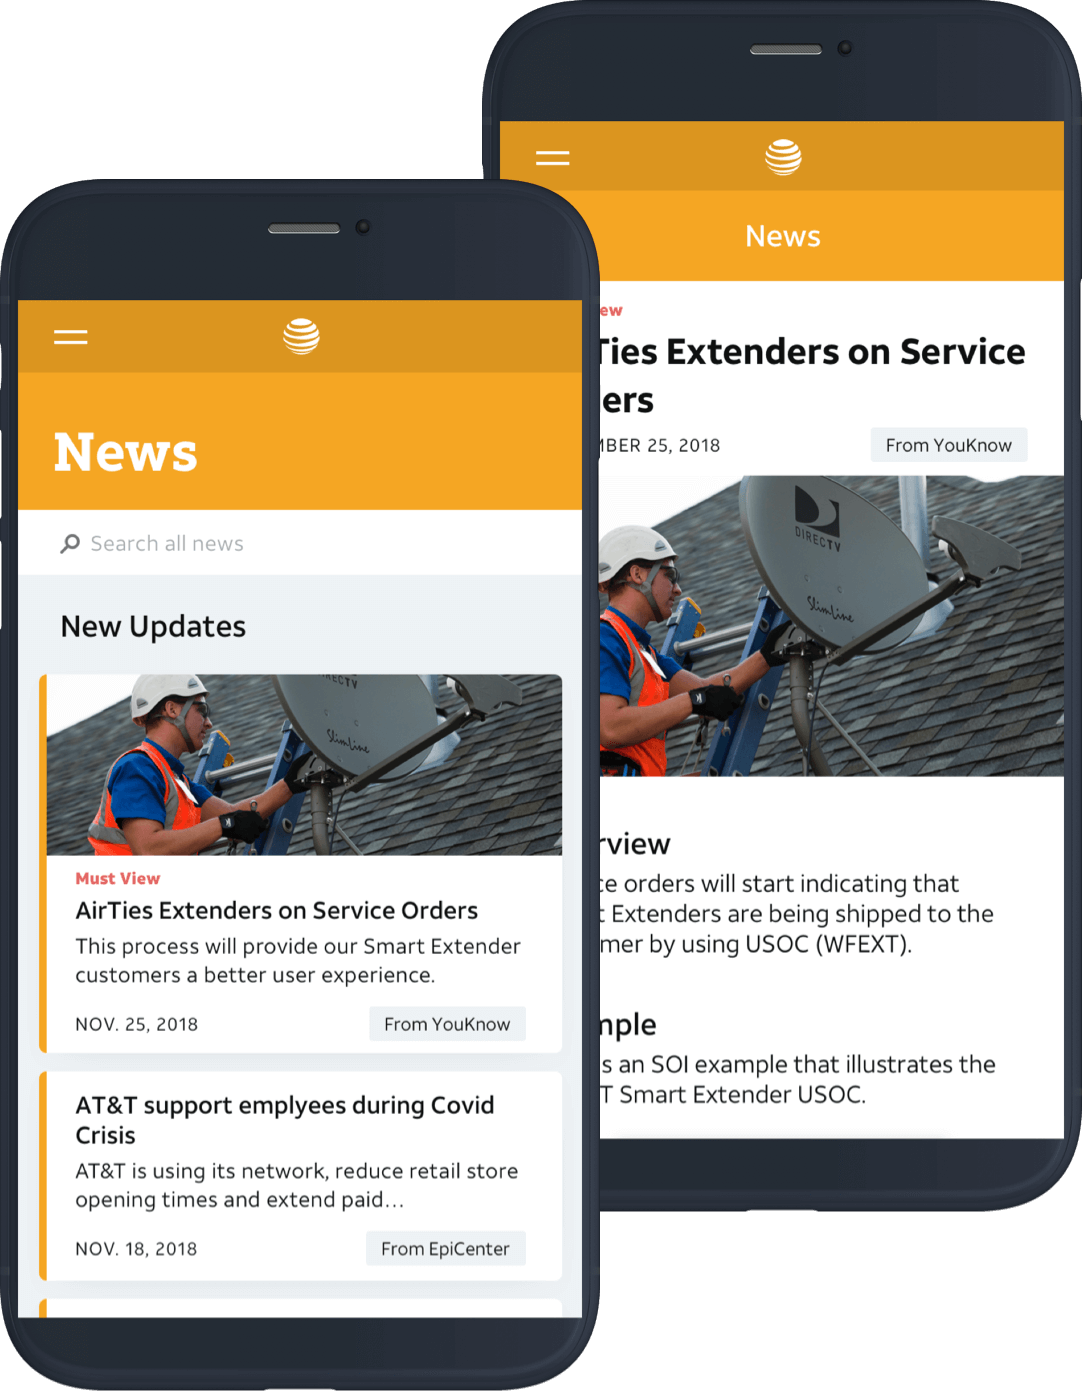 News
Search all news
New Updates
RECTV
SlimLine
Must View
AirTies Extenders on Service Orders
This process will provide our Smart Extender
customers a better user experience.
NOV. 25, 2018
From YouKnow
AT&T support emplyees during Covid
Crisis
AT&T is using its network, reduce retail store
opening times and extend paid...
NOV. 18, 2018
From EpiCenter
News
ew
Ties Extenders on Service
ers
MBER 25, 2018
From YouKnow
DIRECTV
SlimLine
rview
ce orders will start indicating that
t Extenders are being shipped to the
mer by using USOC (WFEXT).
mple
s an SOI example that illustrates the
T Smart Extender USOC.